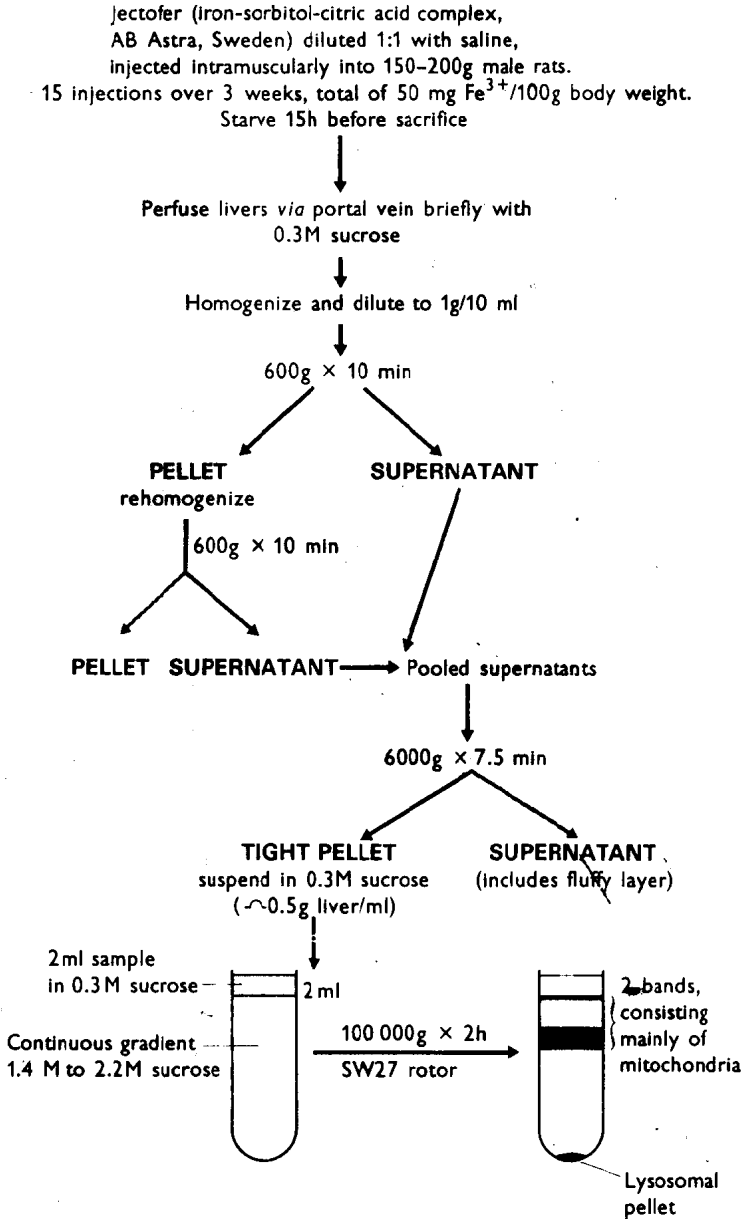 Jectofer (iron-sorbitol-citric acid complex,
AB Astra, Sweden) diluted 1:1 with saline,
injected intramuscularly into 150–200g male rats.
15 injections over 3 weeks, total of 50 mg Fe³⁺/100g body weight.
Starve 15h before sacrifice
Perfuse livers via portal vein briefly with
0.3M sucrose
Homogenize and dilute to 1g/10 ml
600g × 10 min
PELLET
rehomogenize
SUPERNATANT
600g × 10 min
PELLET SUPERNATANT
Pooled supernatants
6000g × 7.5 min
TIGHT PELLET
suspend in 0.3M sucrose
(~0.5g liver/ml)
SUPERNATANT
(includes fluffy layer)
2ml sample
in 0.3M sucrose
2ml
Continuous gradient
1.4 M to 2.2M sucrose
100 000g × 2h
SW27 rotor
2 bands,
consisting
mainly of
mitochondria
Lysosomal
pellet